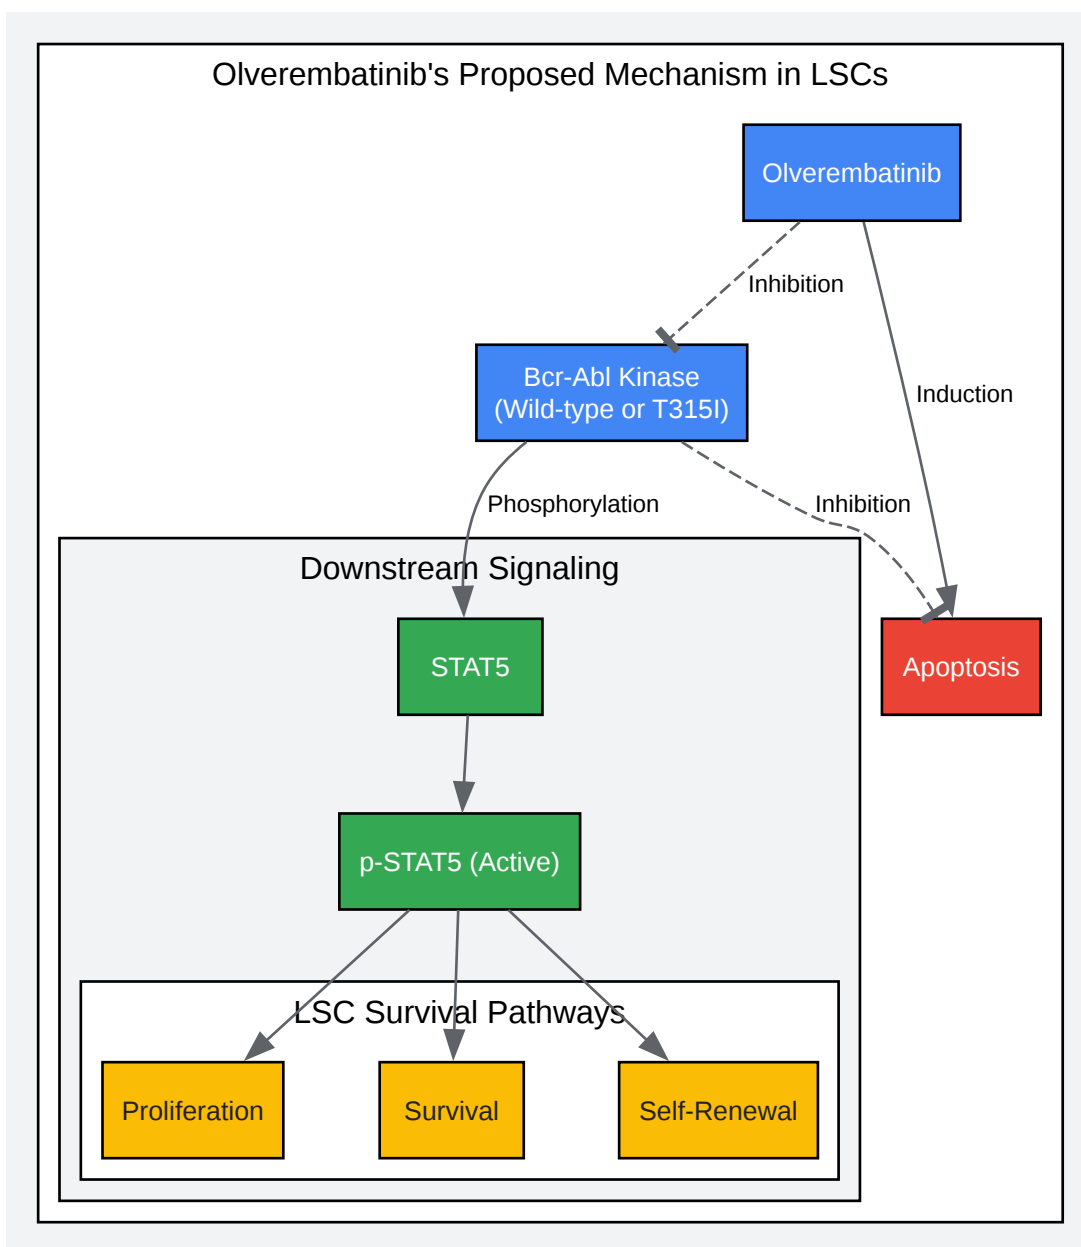 Olverembatinib's Proposed Mechanism in LSCs
Olverembatinib
Inhibition
Bcr-Abl Kinase
(Wild-type or T315I)
Induction
Phosphorylation
Inhibition
Downstream Signaling
STAT5
Apoptosis
p-STAT5 (Active)
LSC Survival Pathways
Proliferation
Survival
Self-Renewal